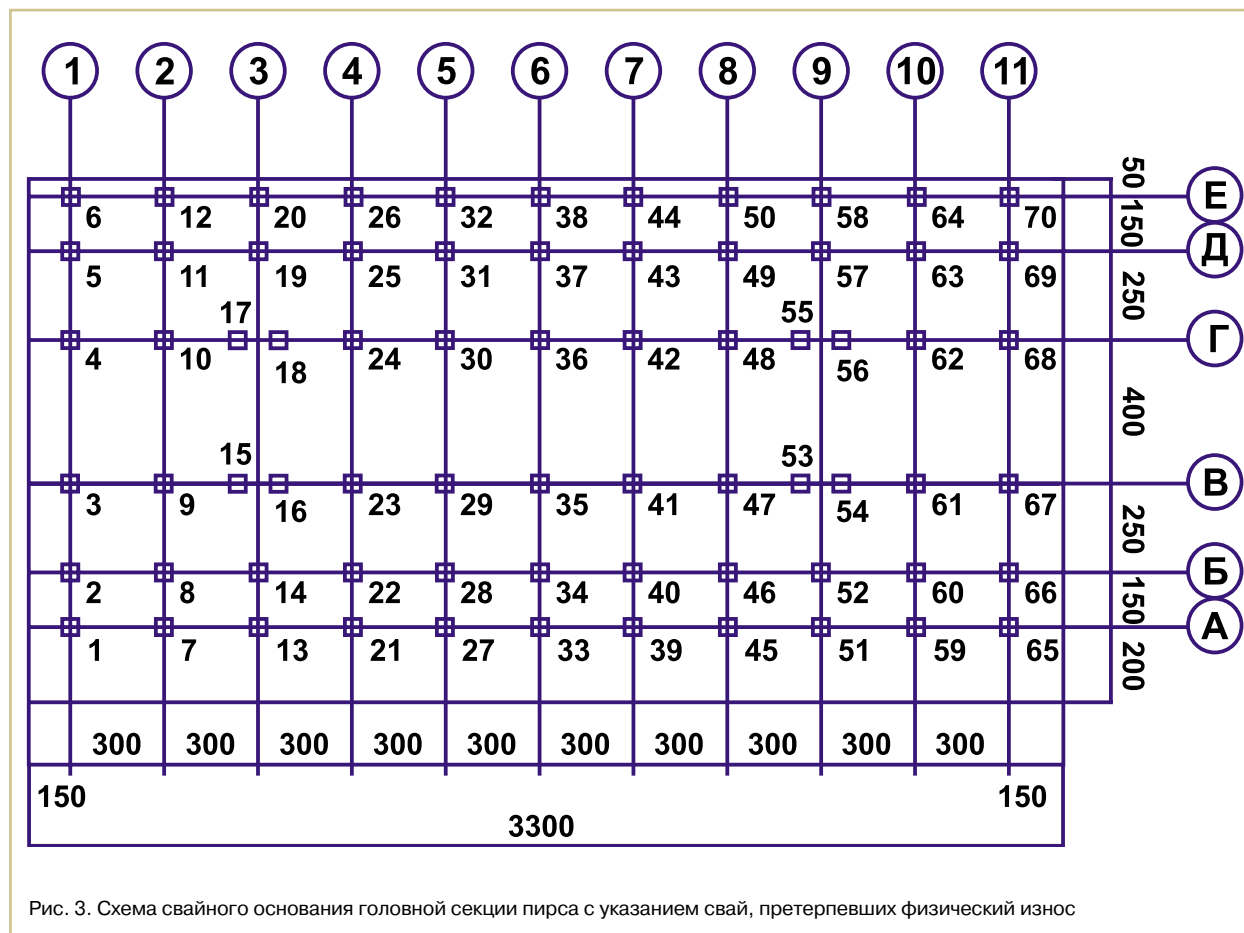 1 2 3 4 5 6 7 8 9 10 11
50
Е
6 12 20 26 32 38 44 50 58 64 70
150
Д
5 11 19 25 31 37 43 49 57 63 69
250
17 55
Г
4 10 18 24 30 36 42 48 56 62 68
400
15 53
В
3 9 16 23 29 35 41 47 54 61 67
250
Б
2 8 14 22 28 34 40 46 52 60 66
150
А
1 7 13 21 27 33 39 45 51 59 65
200
300 300 300 300 300 300 300 300 300 300
150 150
3300
Рис. 3. Схема свайного основания головной секции пирса с указанием свай, претерпевших физический износ